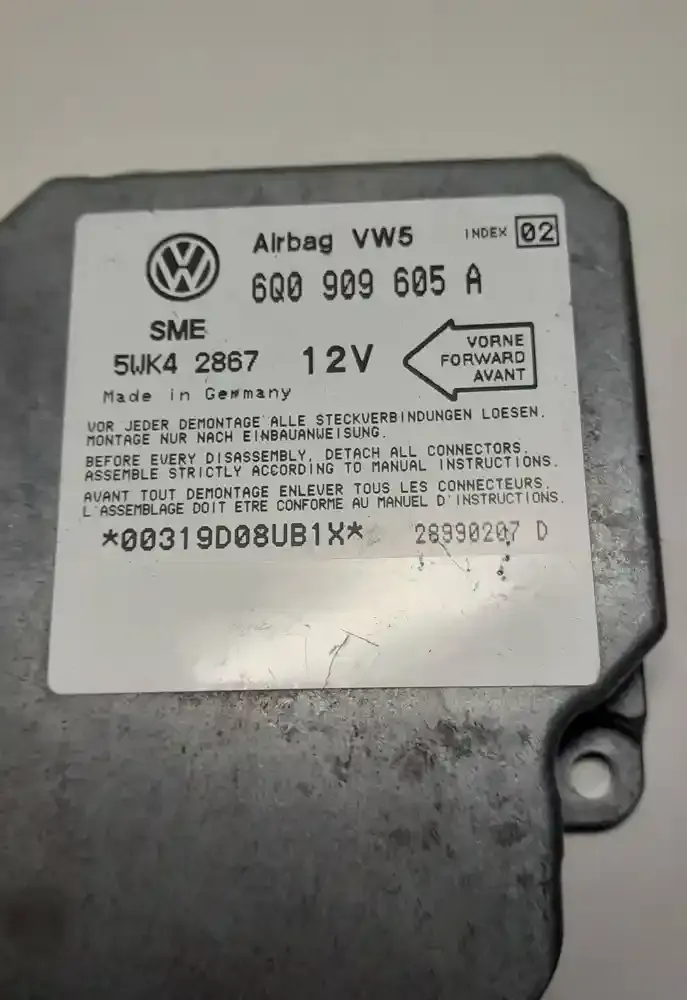 Airbag VW5 INDEX 02
6Q0 909 605 A
SME
5WK4 2867 12V
VORNE
FORWARD
AVANT
Made in Germany
VOR JEDER DEMONTAGE ALLE STECKVERBINDUNGEN LOESEN.
MONTAGE NUR NACH EINBAUANWEISUNG.
BEFORE EVERY DISASSEMBLY, DETACH ALL CONNECTORS.
ASSEMBLE STRICTLY ACCORDING TO MANUAL INSTRUCTIONS.
AVANT TOUT DEMONTAGE ENLEVER TOUS LES CONNECTEURS.
L'ASSEMBLAGE DOIT ETRE CONFORME AU MANUEL D'INSTRUCTIONS.
*00319D08UB1X* 28990207 D